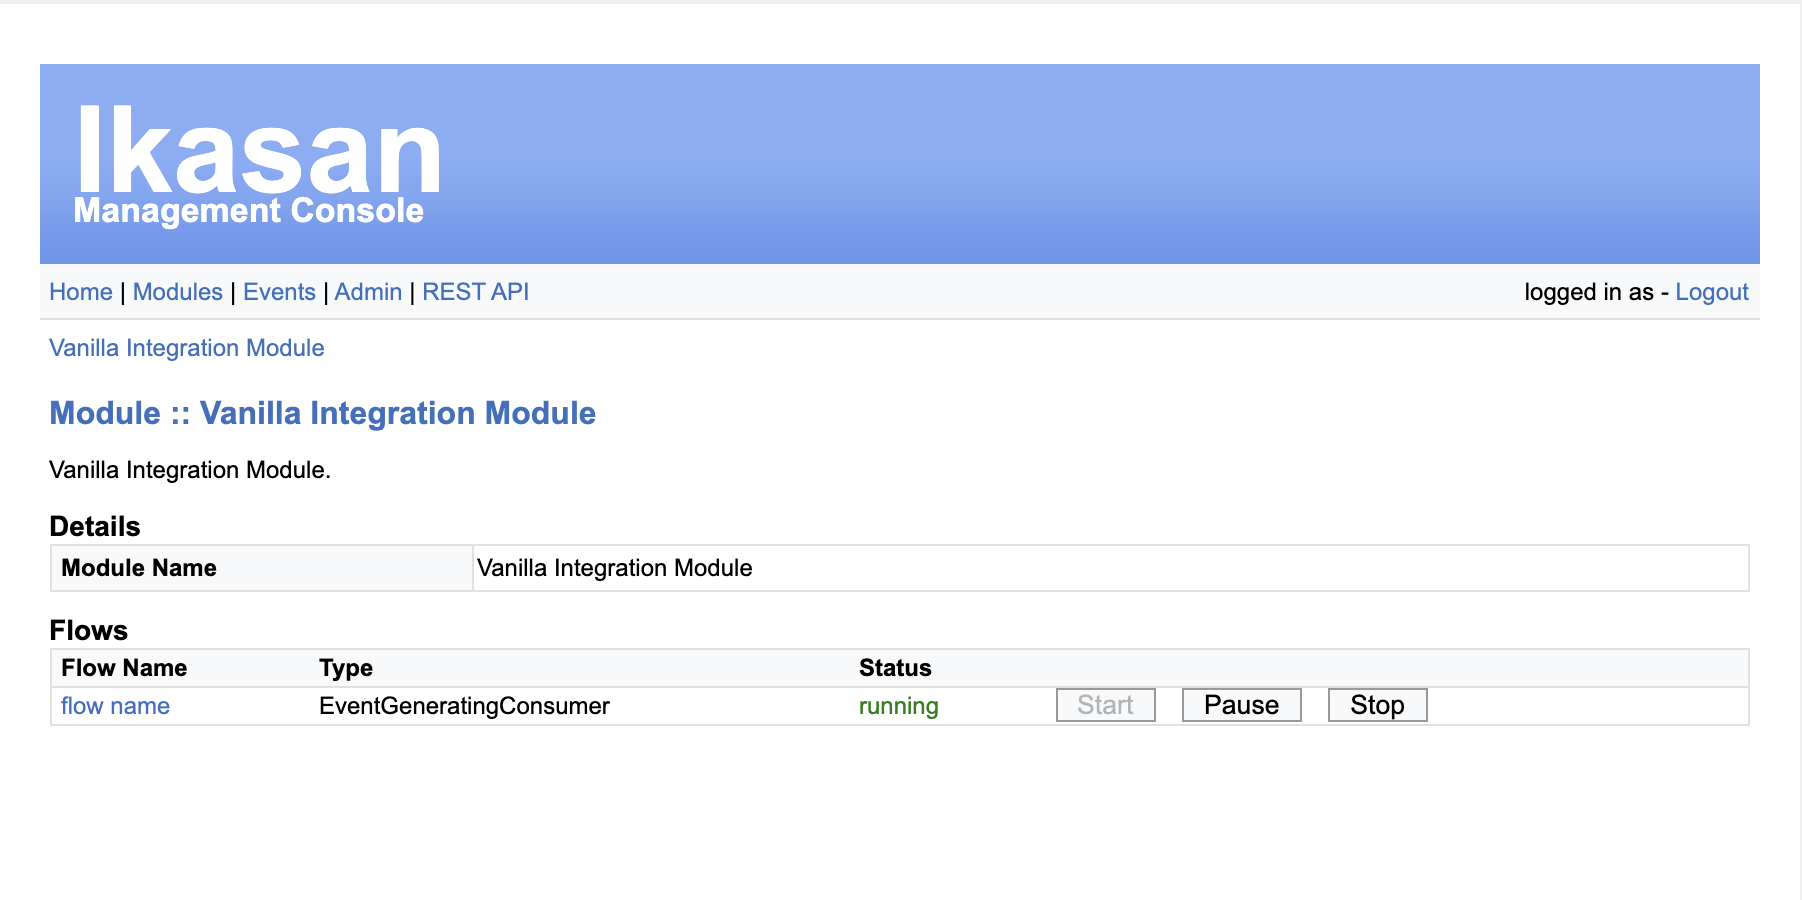 Ikasan
Management Console
Home | Modules | Events | Admin | REST API logged in as - Logout
Vanilla Integration Module
Module :: Vanilla Integration Module
Vanilla Integration Module.
Details
Module Name Vanilla Integration Module
Flows
Flow Name Type Status
flow name EventGeneratingConsumer running Start Pause Stop